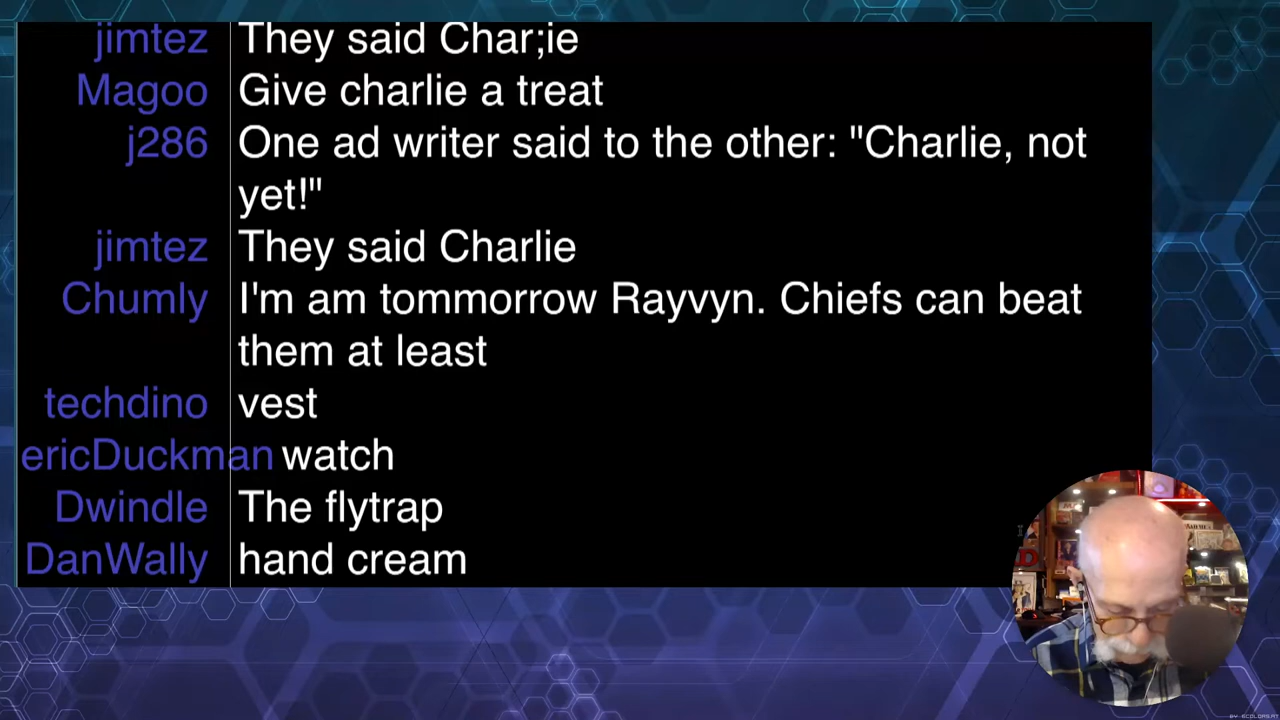 jimtez They said Char;ie
Magoo Give charlie a treat
j286 One ad writer said to the other: "Charlie, not
yet!"
jimtez They said Charlie
Chumly I'm am tommorrow Rayvyn. Chiefs can beat
them at least
techdino vest
ericDuckman watch
Dwindle The flytrap
DanWally hand cream